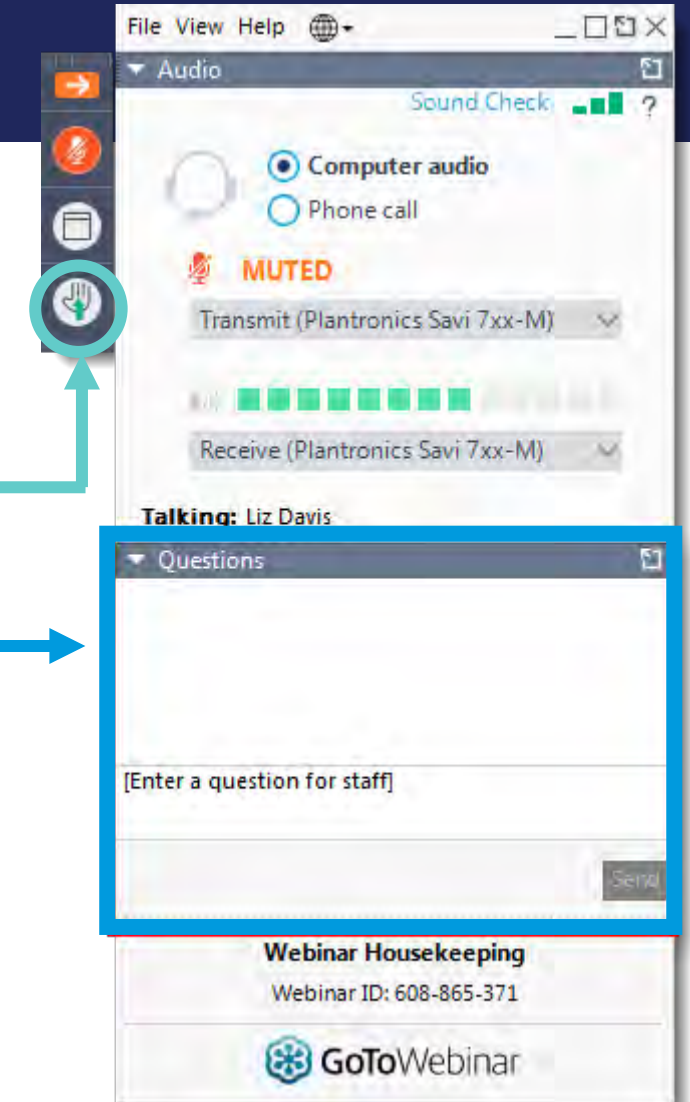 File View Help
Audio
Sound Check ?
Computer audio
Phone call
MUTED
Transmit (Plantronics Savi 7xx-M)
Receive (Plantronics Savi 7xx-M)
Talking: Liz Davis
Questions
[Enter a question for staff]
Send
Webinar Housekeeping
Webinar ID: 608-865-371
GoToWebinar